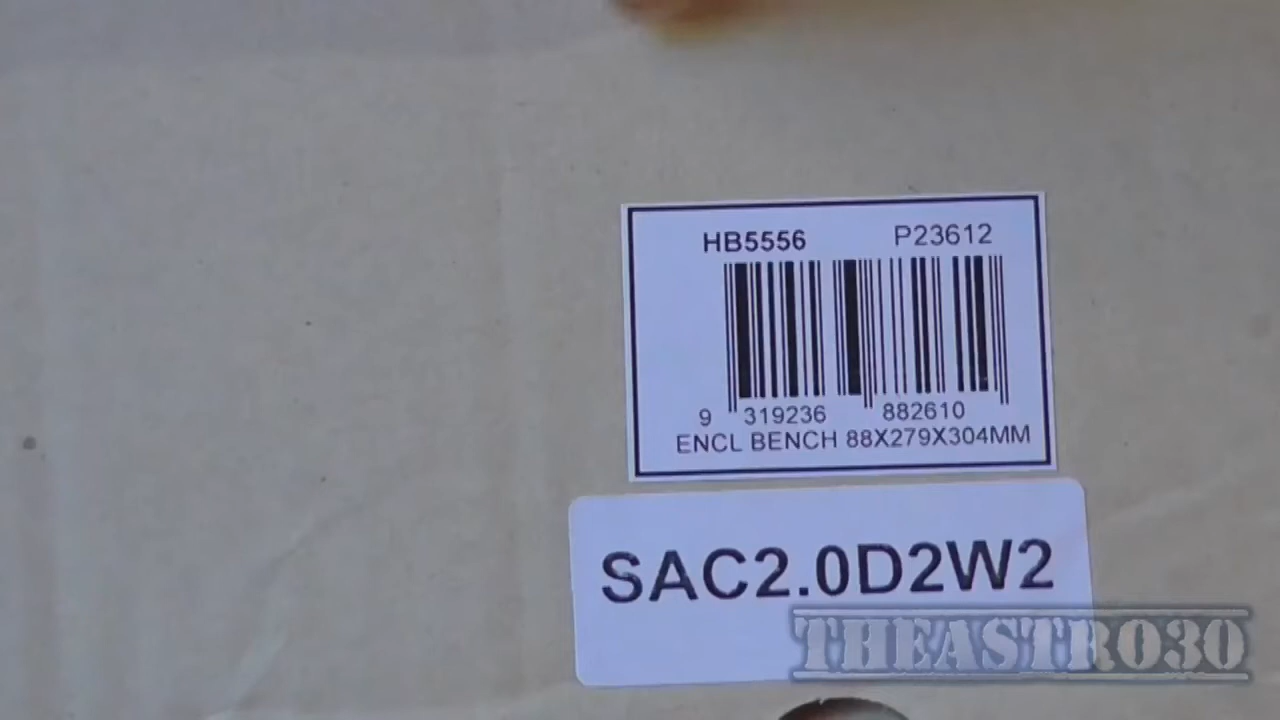 HB5556 P23612
9 319236 882610
ENCL BENCH 88X279X304MM
SAC2.0D2W2
THEASTRO30